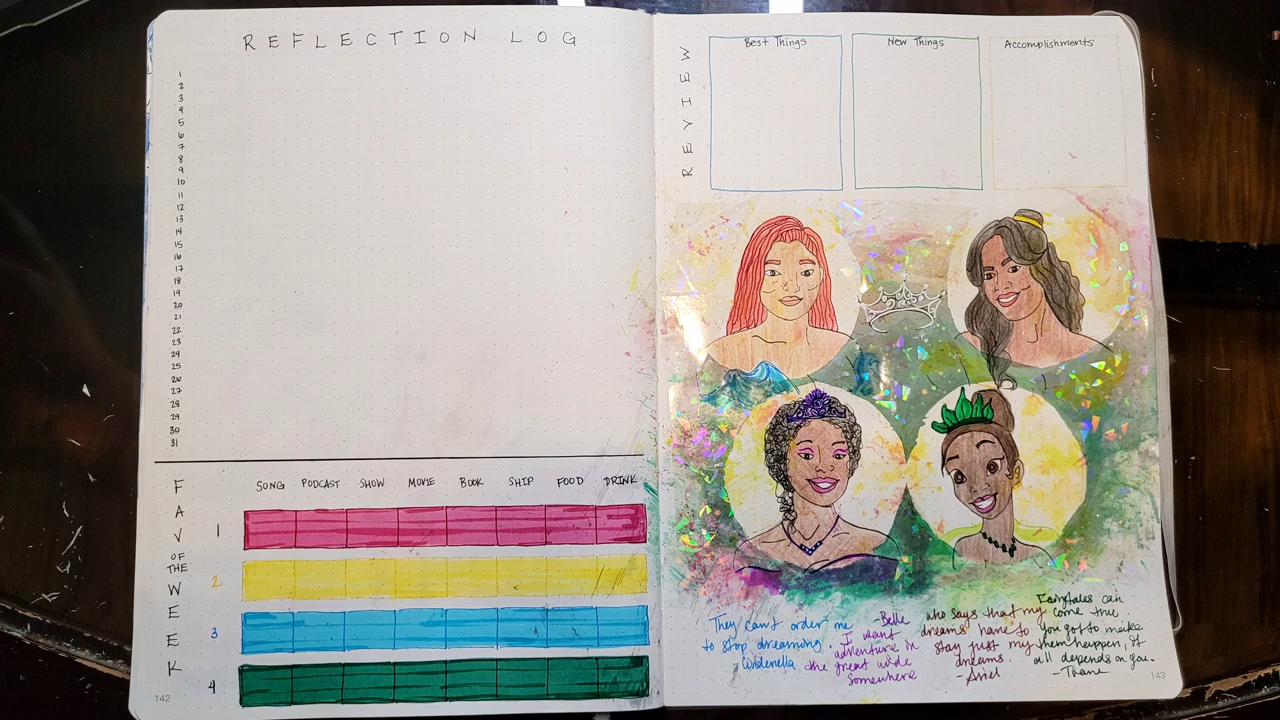 REFLECTION LOG
1
2
3
4
5
6
7
8
9
10
11
12
13
14
15
16
17
18
19
20
21
22
23
24
25
26
27
28
29
30
31
FAV OF THE WEEK
SONG PODCAST SHOW MOVIE BOOK SHIP FOOD DRINK
1
2
3
4
142
REVIEW
Best Things
New Things
Accomplishments
They can't order me
to stop dreaming.
- Cinderella
- Belle
I want
adventure in
the great wide
Somewhere
who says that my
dreams have to
stay just my
dreams.
- Ariel
Fairytales can
come true.
You got to make
them happen, it
all depends on you.
- Tiana
143